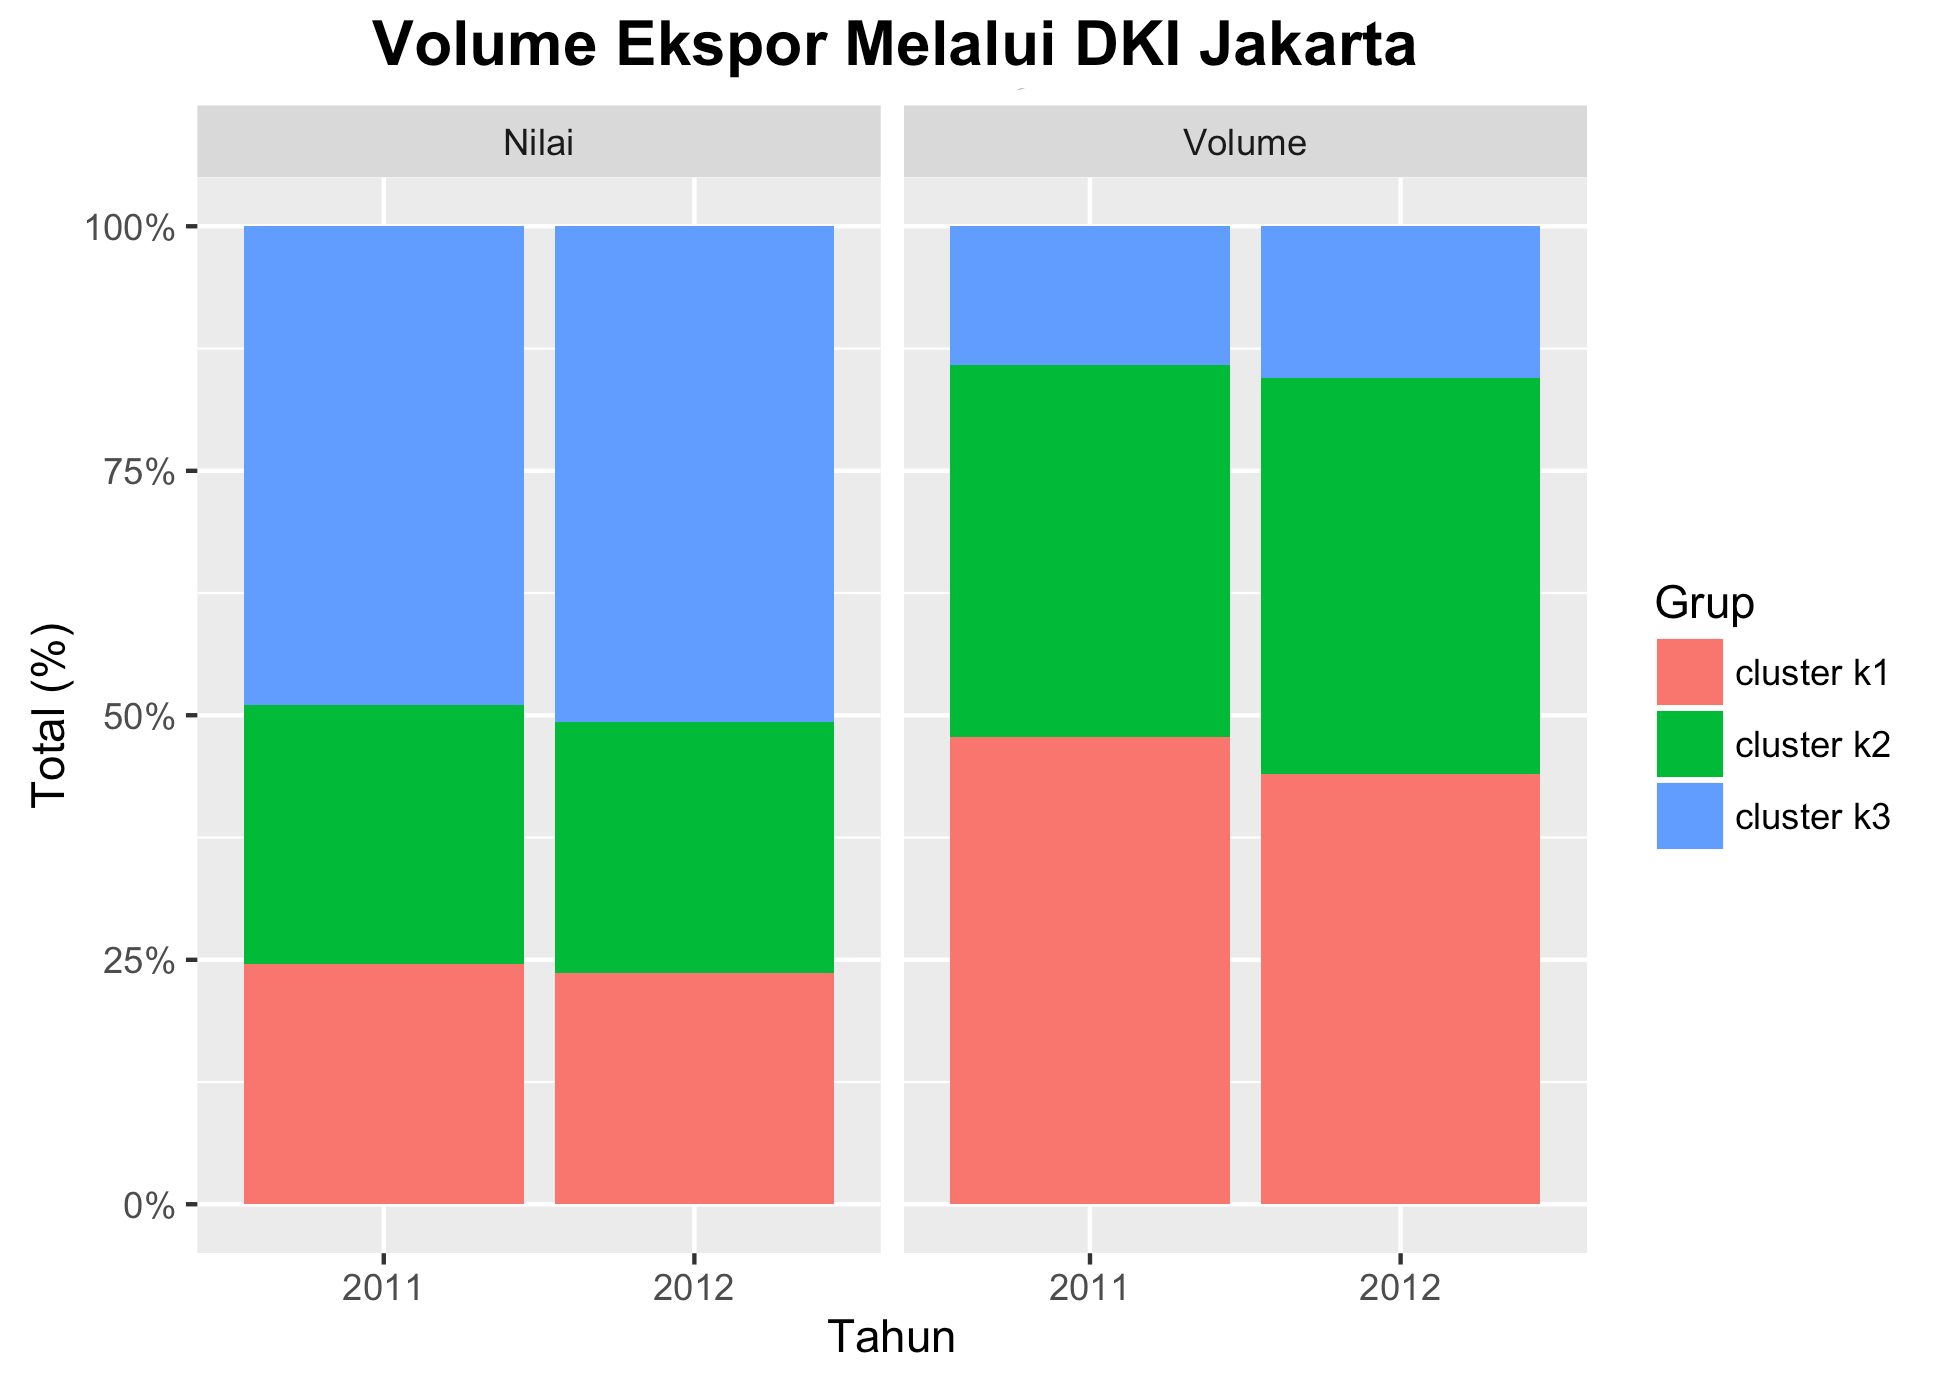 Volume Ekspor Melalui DKI Jakarta
Nilai
Volume
100%
75%
50%
25%
0%
Total (%)
2011
2012
2011
2012
Tahun
Grup
cluster k1
cluster k2
cluster k3